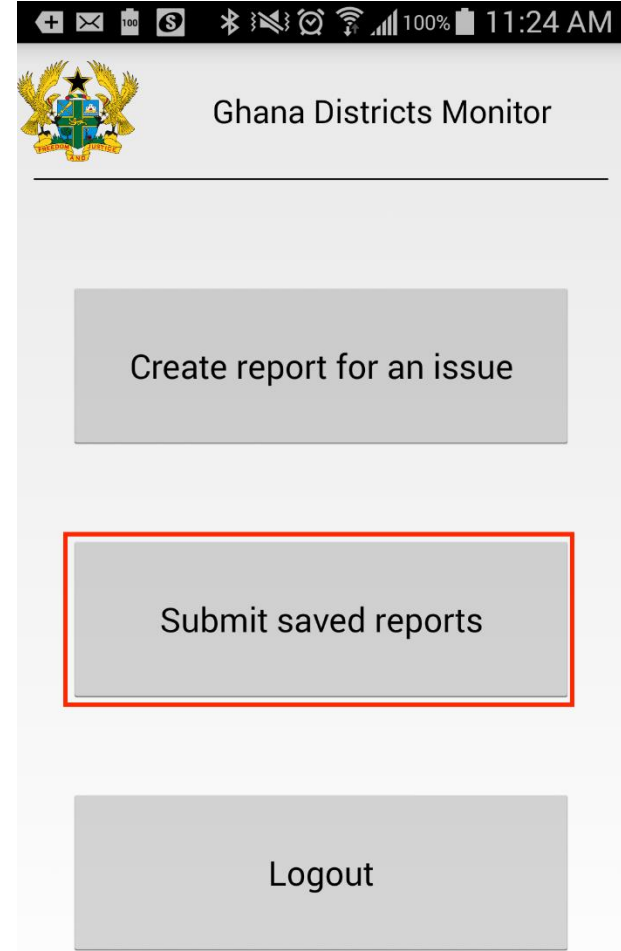 100 S 100% 11:24 AM
Ghana Districts Monitor
FREEDOM AND JUSTICE
Create report for an issue
Submit saved reports
Logout